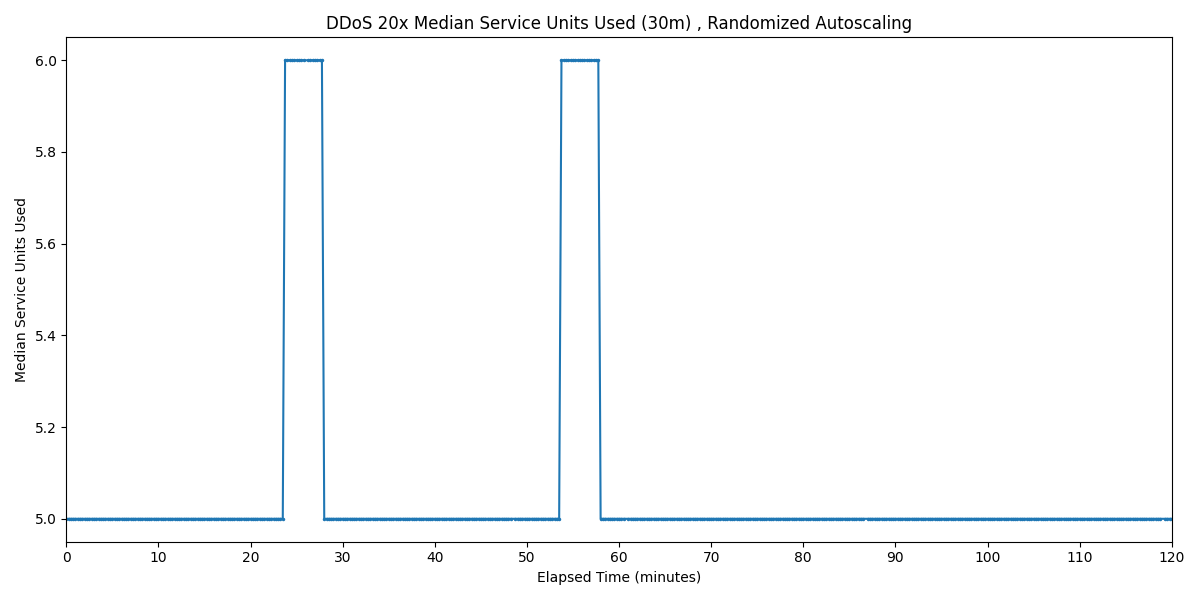 DDoS 20x Median Service Units Used (30m) , Randomized Autoscaling
Median Service Units Used
6.0
5.8
5.6
5.4
5.2
5.0
0 10 20 30 40 50 60 70 80 90 100 110 120
Elapsed Time (minutes)